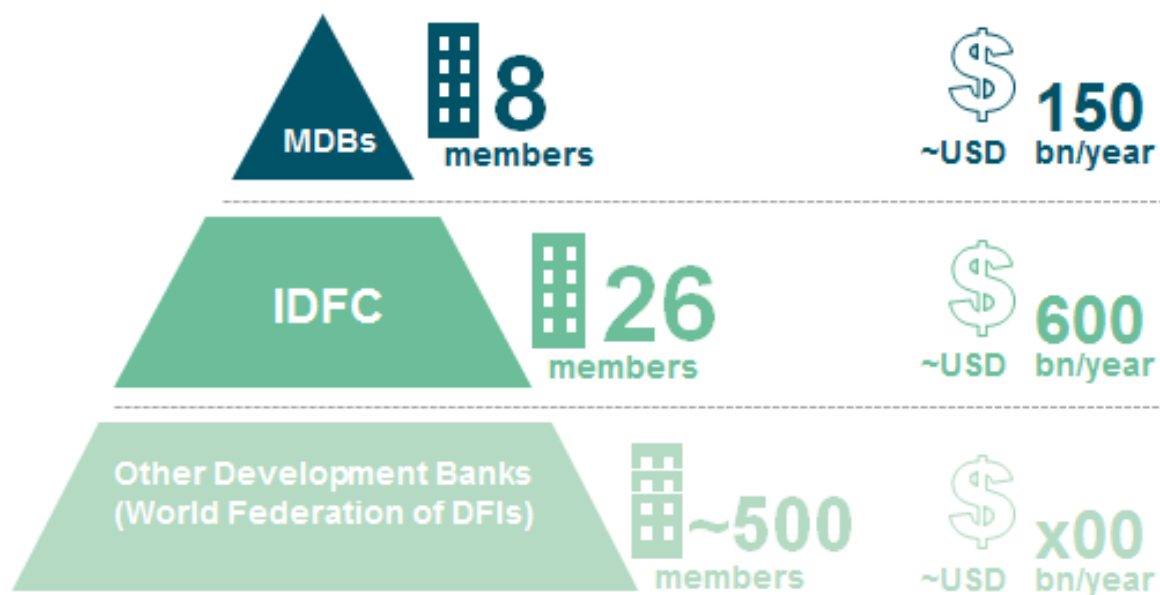 MDBs
8
members
$
150
~USD bn/year
IDFC
26
members
$
600
~USD bn/year
Other Development Banks
(World Federation of DFIs)
~500
members
$
x00
~USD bn/year